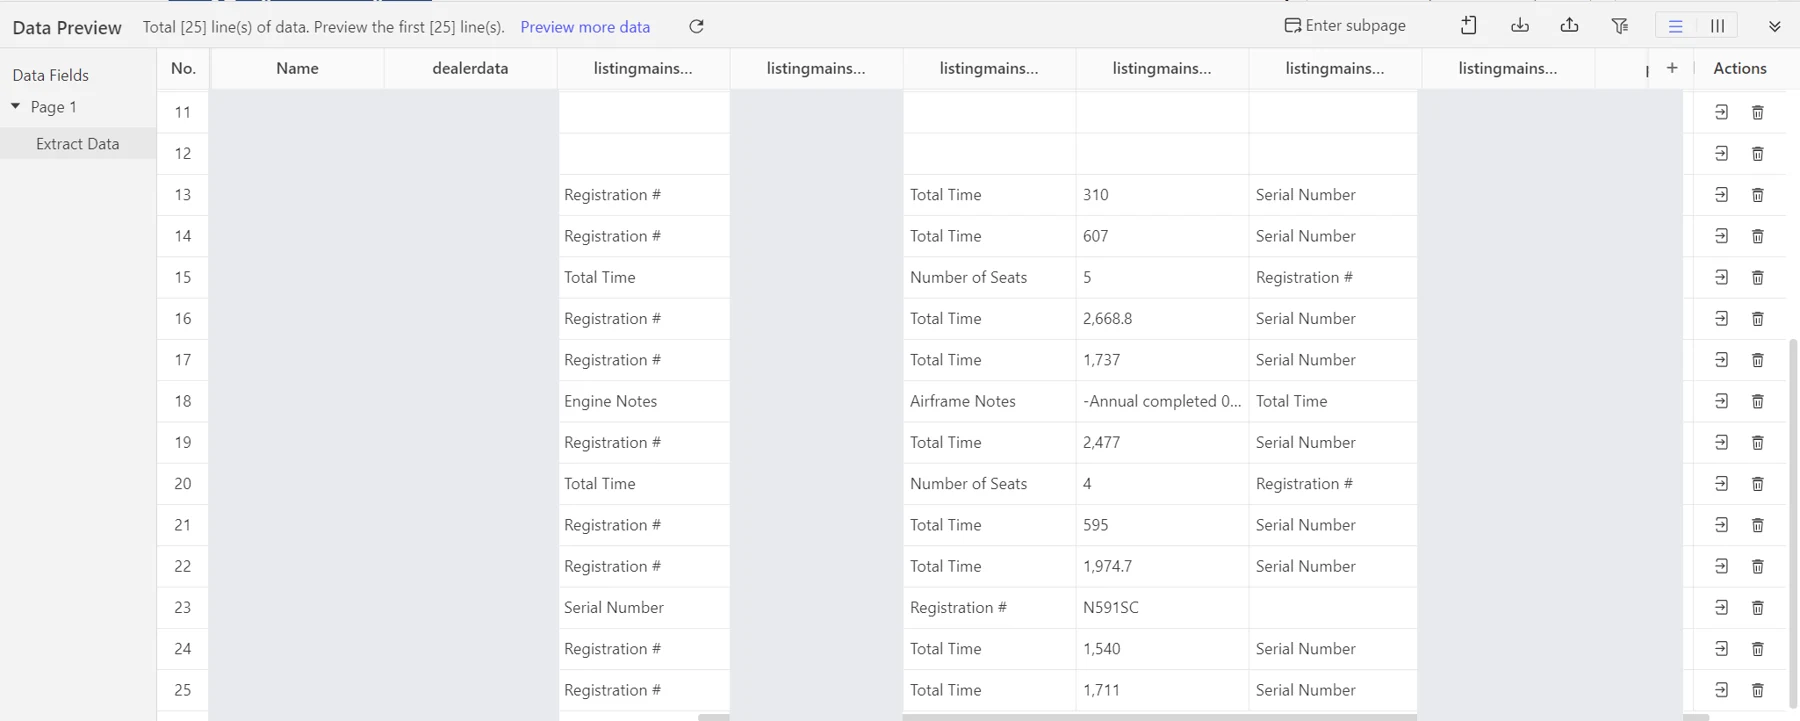 Data Preview Total [25] line(s) of data. Preview the first [25] line(s). Preview more data Enter subpage
Data Fields
Page 1
Extract Data
No. Name dealerdata listingmains... listingmains... listingmains... listingmains... listingmains... listingmains... + Actions
11
12
13 Registration # Total Time 310 Serial Number
14 Registration # Total Time 607 Serial Number
15 Total Time Number of Seats 5 Registration #
16 Registration # Total Time 2,668.8 Serial Number
17 Registration # Total Time 1,737 Serial Number
18 Engine Notes Airframe Notes -Annual completed 0... Total Time
19 Registration # Total Time 2,477 Serial Number
20 Total Time Number of Seats 4 Registration #
21 Registration # Total Time 595 Serial Number
22 Registration # Total Time 1,974.7 Serial Number
23 Serial Number Registration # N591SC
24 Registration # Total Time 1,540 Serial Number
25 Registration # Total Time 1,711 Serial Number